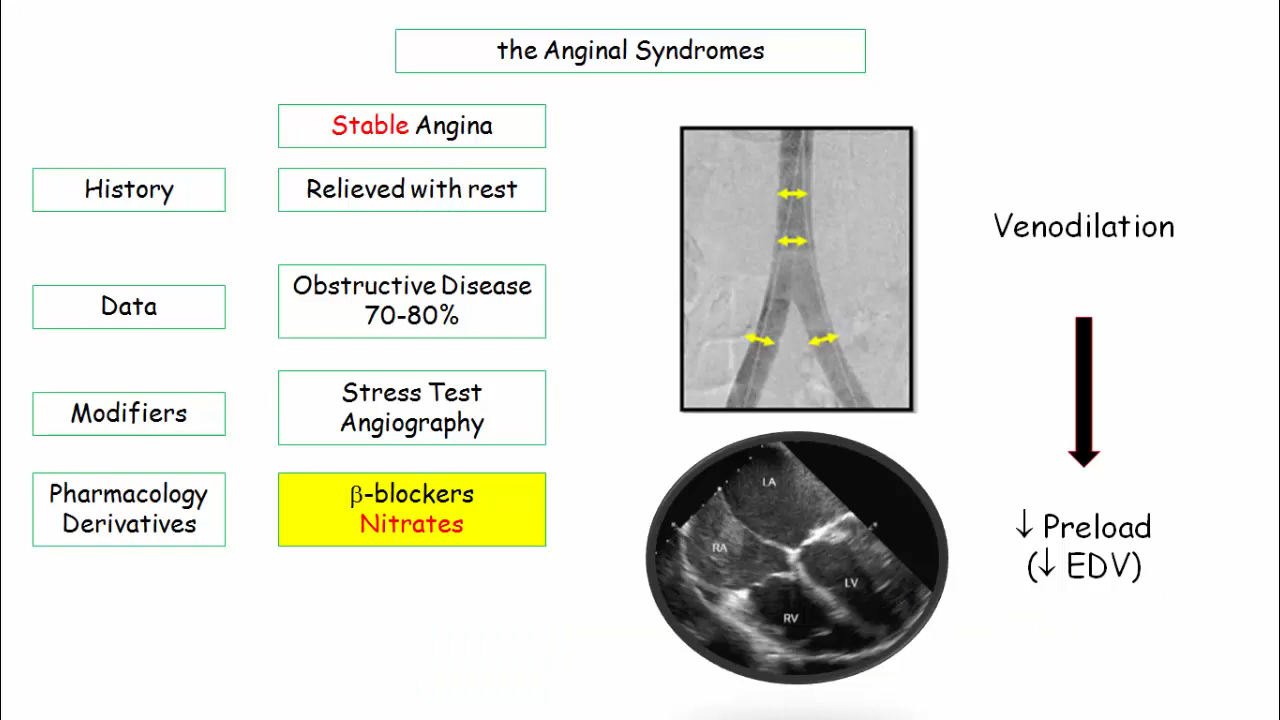 the Anginal Syndromes
Stable Angina
History
Relieved with rest
Data
Obstructive Disease
70-80%
Modifiers
Stress Test
Angiography
Pharmacology
Derivatives
β-blockers
Nitrates
LA
RA
LV
RV
Venodilation
↓ Preload
(↓ EDV)